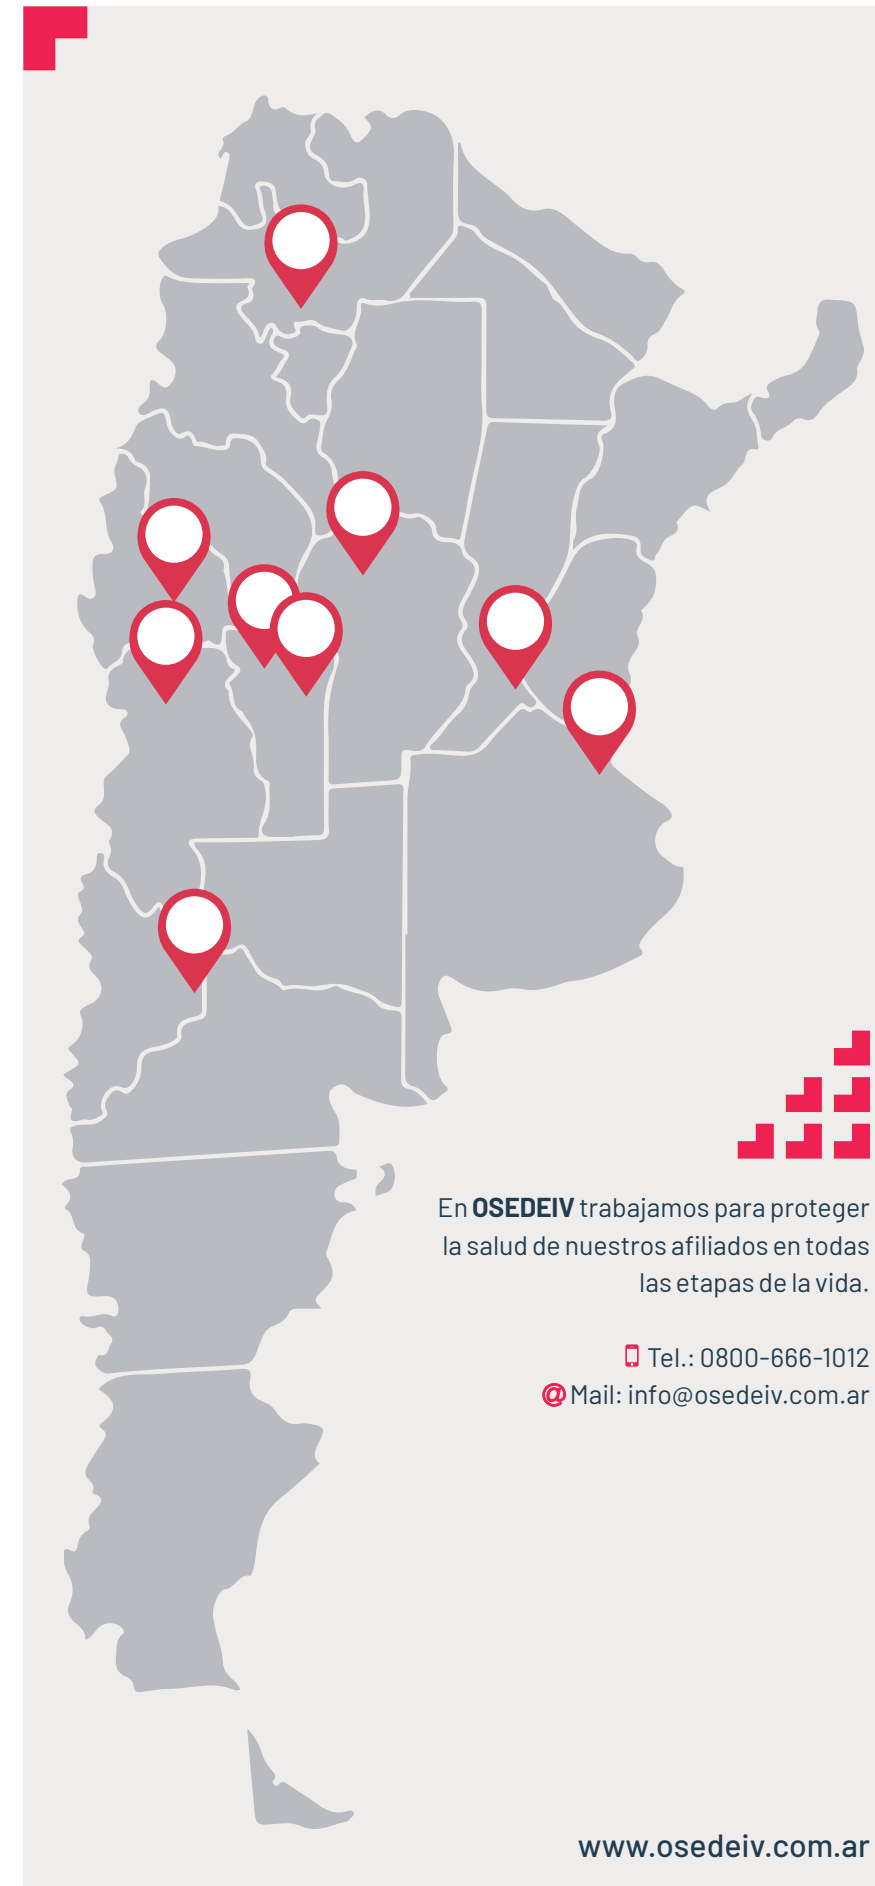 En OSEDEIV trabajamos para proteger
la salud de nuestros afiliados en todas
las etapas de la vida.
Tel.: 0800-666-1012
@ Mail: info@osedeiv.com.ar
www.osedeiv.com.ar